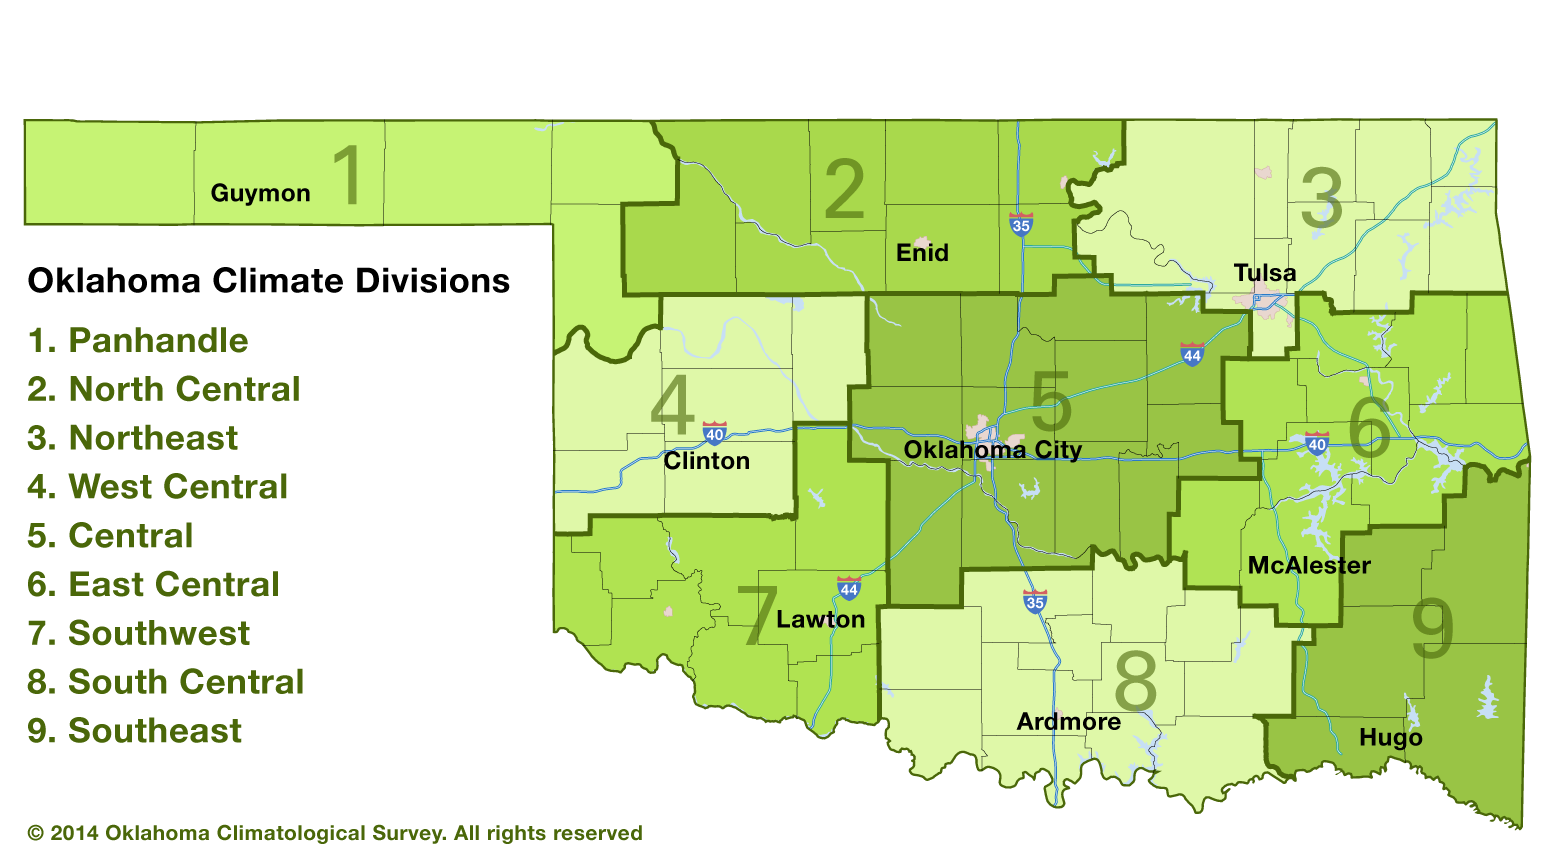 1
Guymon
2
3
35
Enid
Tulsa
Oklahoma Climate Divisions
1. Panhandle
2. North Central
3. Northeast
4. West Central
5. Central
6. East Central
7. Southwest
8. South Central
9. Southeast
44
4
5
6
40
Clinton
Oklahoma City
40
McAlester
7
44
Lawton
35
9
8
Ardmore
Hugo
© 2014 Oklahoma Climatological Survey. All rights reserved